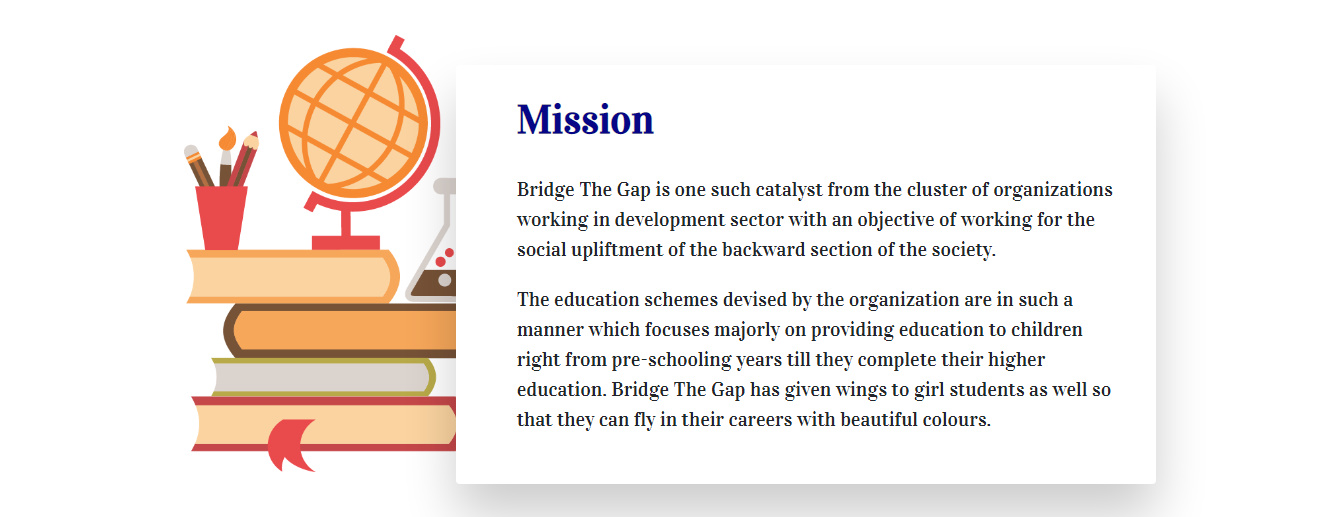 Mission
Bridge The Gap is one such catalyst from the cluster of organizations
working in development sector with an objective of working for the
social upliftment of the backward section of the society.
The education schemes devised by the organization are in such a
manner which focuses majorly on providing education to children
right from pre-schooling years till they complete their higher
education. Bridge The Gap has given wings to girl students as well so
that they can fly in their careers with beautiful colours.